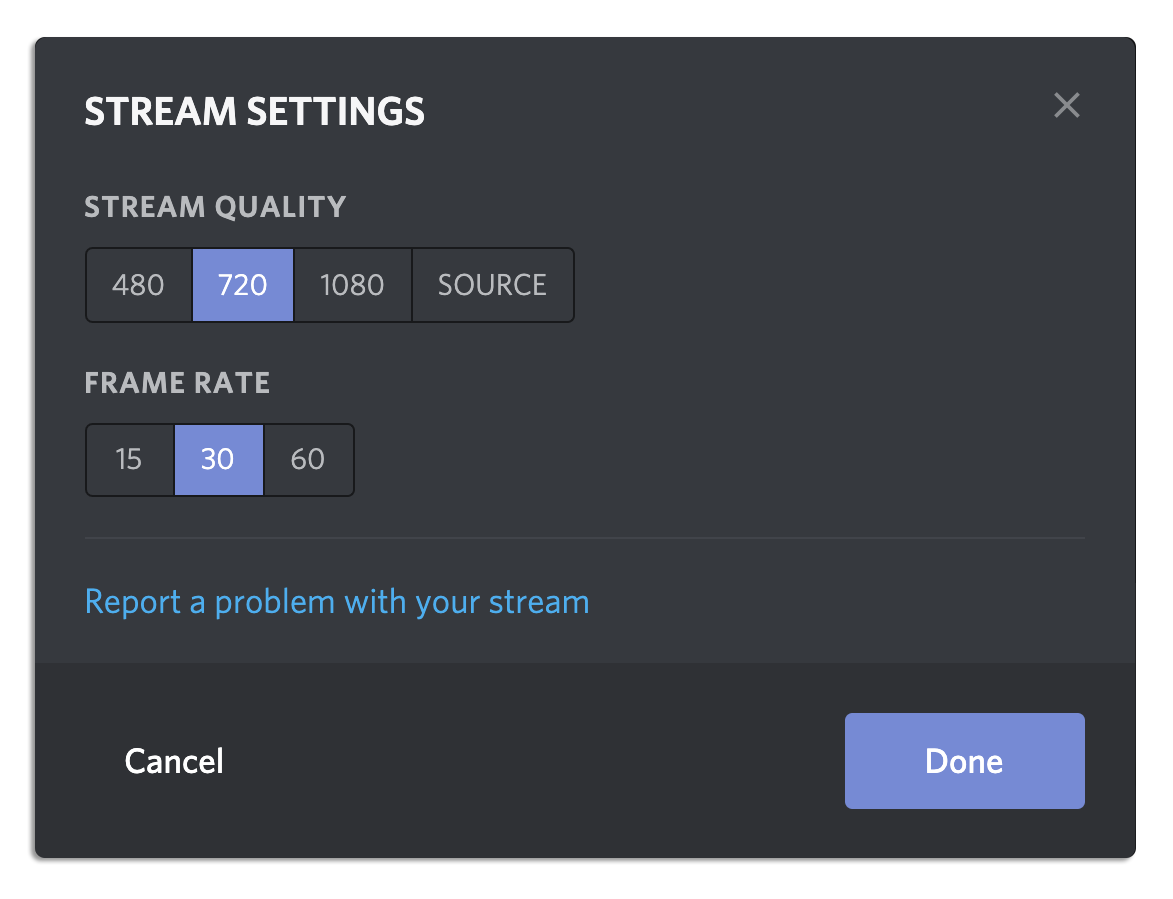 STREAM SETTINGS
STREAM QUALITY
480 720 1080 SOURCE
FRAME RATE
15 30 60
Report a problem with your stream
Cancel Done